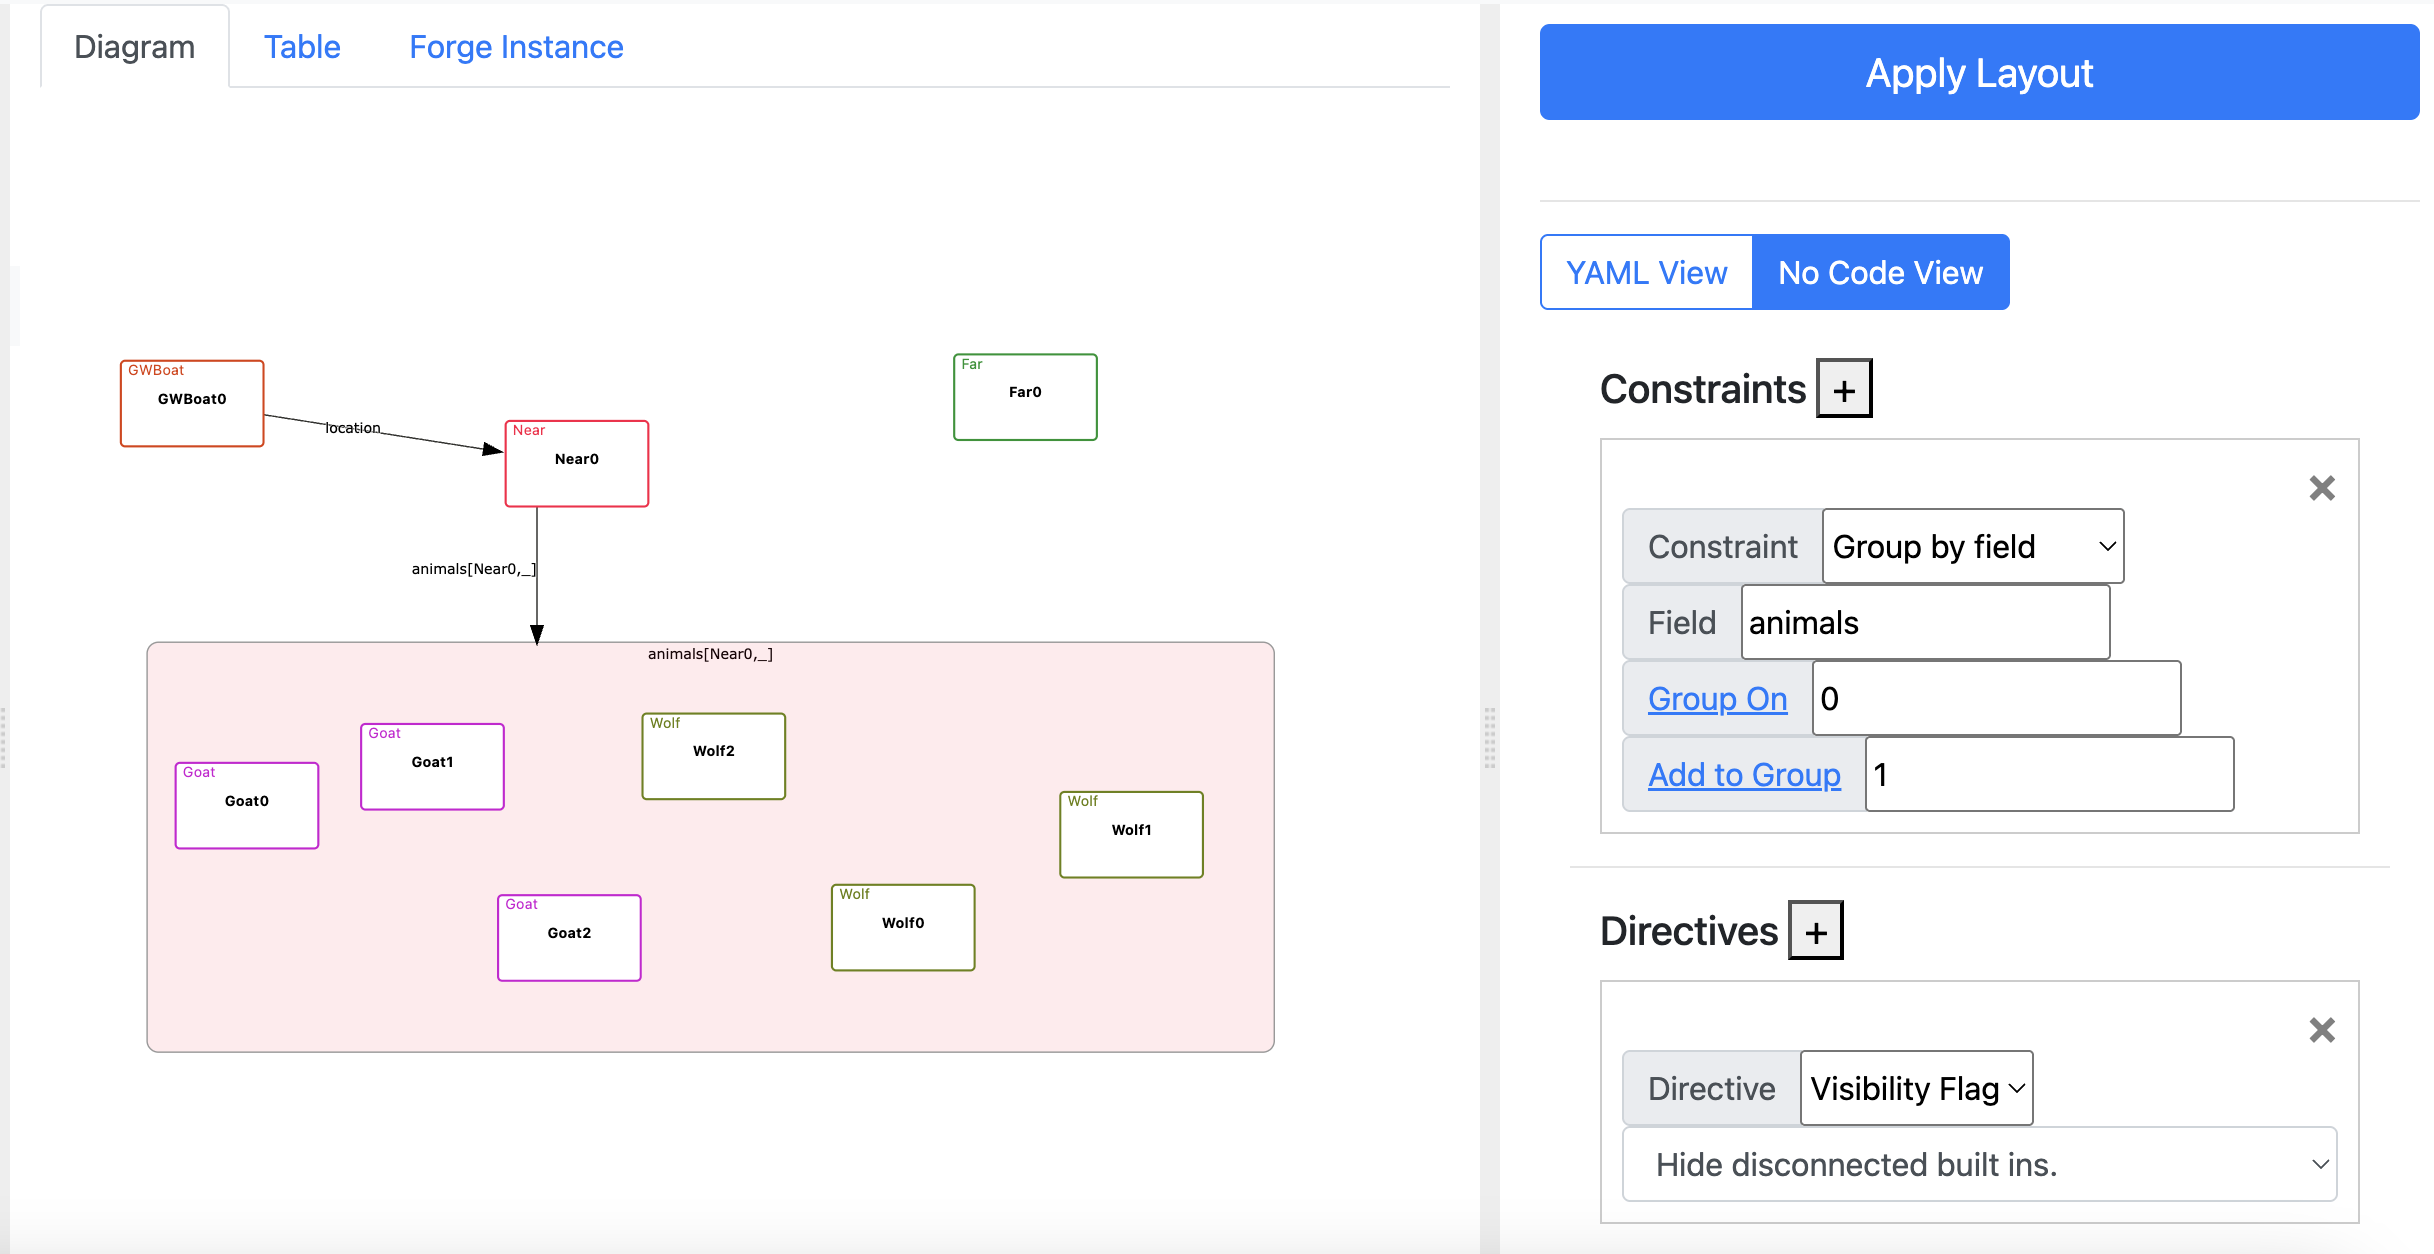 Diagram
Table
Forge Instance
GWBoat
GWBoat0
location
Near
Near0
Far
Far0
animals[Near0,_]
animals[Near0,_]
Goat
Goat0
Goat
Goat1
Wolf
Wolf2
Wolf
Wolf1
Goat
Goat2
Wolf
Wolf0
Apply Layout
YAML View
No Code View
Constraints +
Constraint Group by field
Field animals
Group On 0
Add to Group 1
Directives +
Directive Visibility Flag
Hide disconnected built ins.